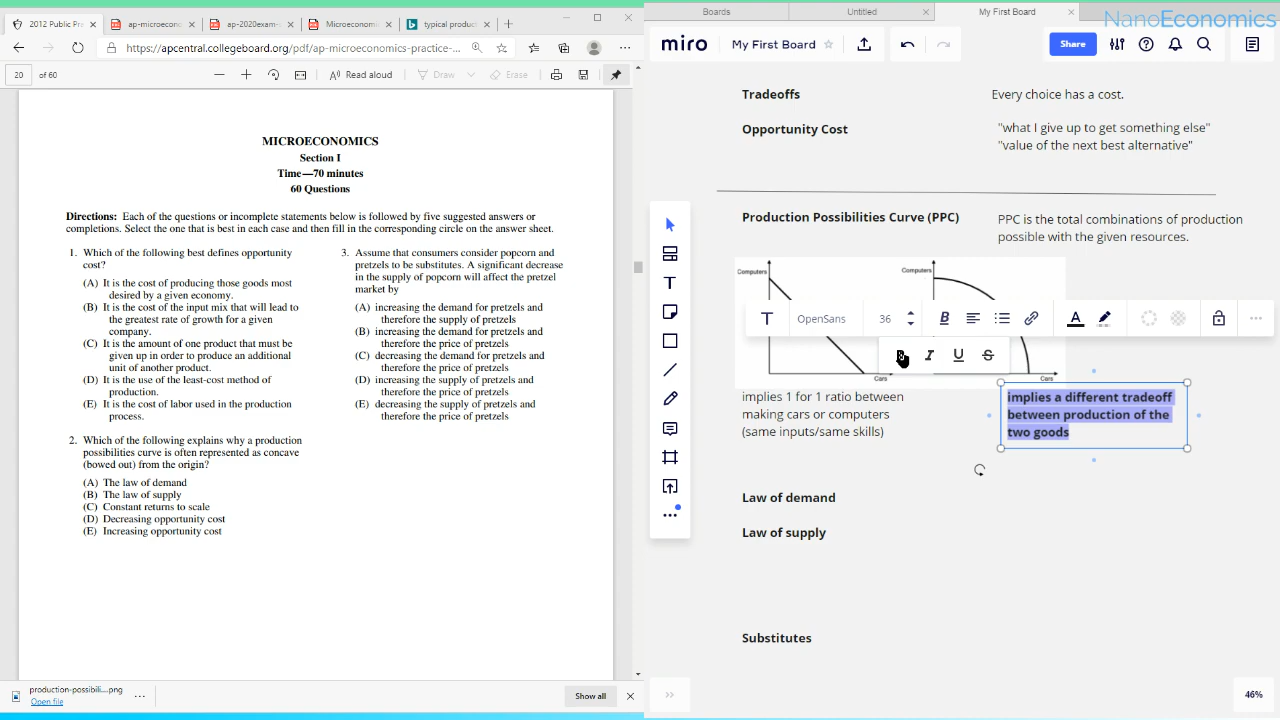 2012 Public Pra
ap-microecono
ap-2020exam-
Microeconomi
typical produc
https://apcentral.collegeboard.org/pdf/ap-microeconomics-practice-...
20 of 60
Read aloud
Draw
Erase
MICROECONOMICS
Section I
Time—70 minutes
60 Questions
Directions: Each of the questions or incomplete statements below is followed by five suggested answers or
completions. Select the one that is best in each case and then fill in the corresponding circle on the answer sheet.
1. Which of the following best defines opportunity
cost?
(A) It is the cost of producing those goods most
desired by a given economy.
(B) It is the cost of the input mix that will lead to
the greatest rate of growth for a given
company.
(C) It is the amount of one product that must be
given up in order to produce an additional
unit of another product.
(D) It is the use of the least-cost method of
production.
(E) It is the cost of labor used in the production
process.
2. Which of the following explains why a production
possibilities curve is often represented as concave
(bowed out) from the origin?
(A) The law of demand
(B) The law of supply
(C) Constant returns to scale
(D) Decreasing opportunity cost
(E) Increasing opportunity cost
3. Assume that consumers consider popcorn and
pretzels to be substitutes. A significant decrease
in the supply of popcorn will affect the pretzel
market by
(A) increasing the demand for pretzels and
therefore the supply of pretzels
(B) increasing the demand for pretzels and
therefore the price of pretzels
(C) decreasing the demand for pretzels and
therefore the price of pretzels
(D) increasing the supply of pretzels and
therefore the price of pretzels
(E) decreasing the supply of pretzels and
therefore the price of pretzels
production-possibili....png
Open file
Show all
Boards
Untitled
My First Board
NanoEconomics
miro
My First Board
Share
Tradeoffs
Every choice has a cost.
Opportunity Cost
"what I give up to get something else"
"value of the next best alternative"
Production Possibilities Curve (PPC)
PPC is the total combinations of production
possible with the given resources.
Computers
Computers
OpenSans
36
Cars
Cars
implies 1 for 1 ratio between
making cars or computers
(same inputs/same skills)
implies a different tradeoff
between production of the
two goods
Law of demand
Law of supply
Substitutes
46%